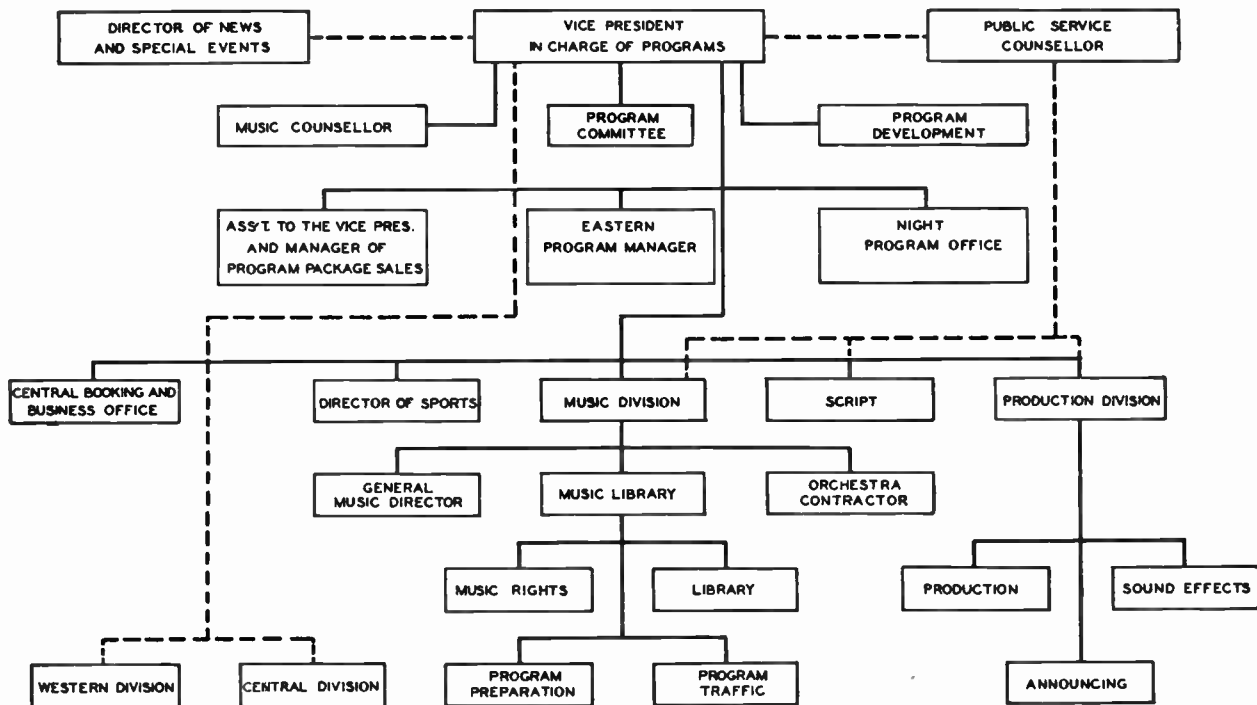 DIRECTOR OF NEWS
AND SPECIAL EVENTS
VICE PRESIDENT
IN CHARGE OF PROGRAMS
PUBLIC SERVICE
COUNSELLOR
MUSIC COUNSELLOR
PROGRAM
COMMITTEE
PROGRAM
DEVELOPMENT
ASS'T. TO THE VICE PRES.
AND MANAGER OF
PROGRAM PACKAGE SALES
EASTERN
PROGRAM MANAGER
NIGHT
PROGRAM OFFICE
CENTRAL BOOKING AND
BUSINESS OFFICE
DIRECTOR OF SPORTS
MUSIC DIVISION
SCRIPT
PRODUCTION DIVISION
GENERAL
MUSIC DIRECTOR
MUSIC LIBRARY
ORCHESTRA
CONTRACTOR
MUSIC RIGHTS
LIBRARY
PRODUCTION
SOUND EFFECTS
WESTERN DIVISION
CENTRAL DIVISION
PROGRAM
PREPARATION
PROGRAM
TRAFFIC
ANNOUNCING